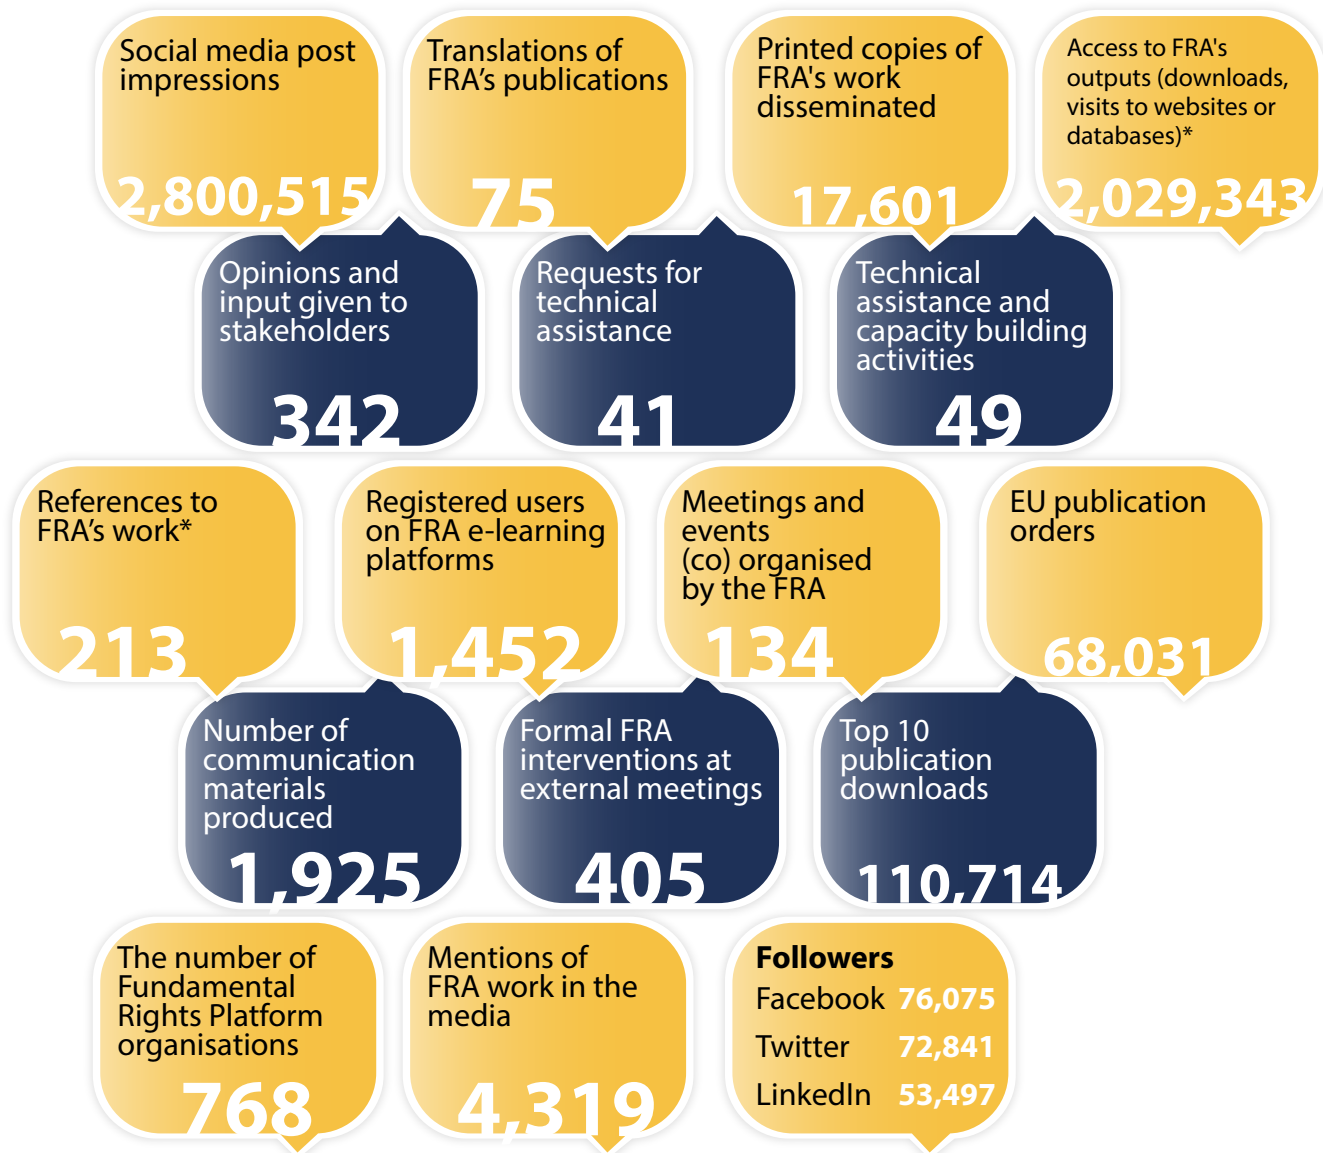 Social media post
impressions
2,800,515
Translations of
FRA’s publications
75
Printed copies of
FRA's work
disseminated
17,601
Access to FRA's
outputs (downloads,
visits to websites or
databases)*
2,029,343
Opinions and
input given to
stakeholders
342
Requests for
technical
assistance
41
Technical
assistance and
capacity building
activities
49
References to
FRA’s work*
213
Registered users
on FRA e-learning
platforms
1,452
Meetings and
events
(co) organised
by the FRA
134
EU publication
orders
68,031
Number of
communication
materials
produced
1,925
Formal FRA
interventions at
external meetings
405
Top 10
publication
downloads
110,714
The number of
Fundamental
Rights Platform
organisations
768
Mentions of
FRA work in the
media
4,319
Followers
Facebook 76,075
Twitter 72,841
LinkedIn 53,497